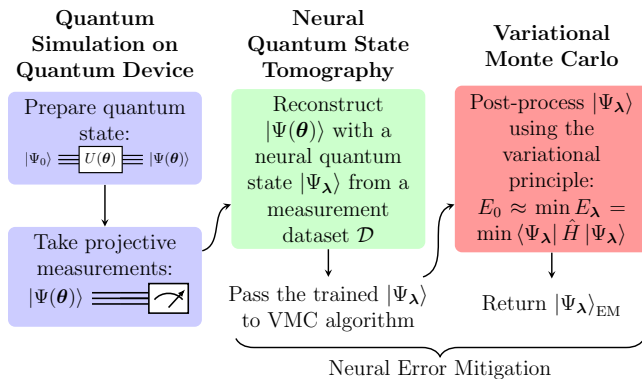 Quantum
Simulation on
Quantum Device
Prepare quantum
state:
|Ψ₀⟩ U(θ) |Ψ(θ)⟩
Take projective
measurements:
|Ψ(θ)⟩
Neural
Quantum State
Tomography
Reconstruct
|Ψ(θ)⟩ with a
neural quantum
state |Ψ_λ⟩ from a
measurement
dataset 𝒟
Pass the trained |Ψ_λ⟩
to VMC algorithm
Variational
Monte Carlo
Post-process |Ψ_λ⟩
using the
variational
principle:
E₀ ≈ min E_λ =
min ⟨Ψ_λ| Ĥ |Ψ_λ⟩
Return |Ψ_λ⟩_EM
Neural Error Mitigation